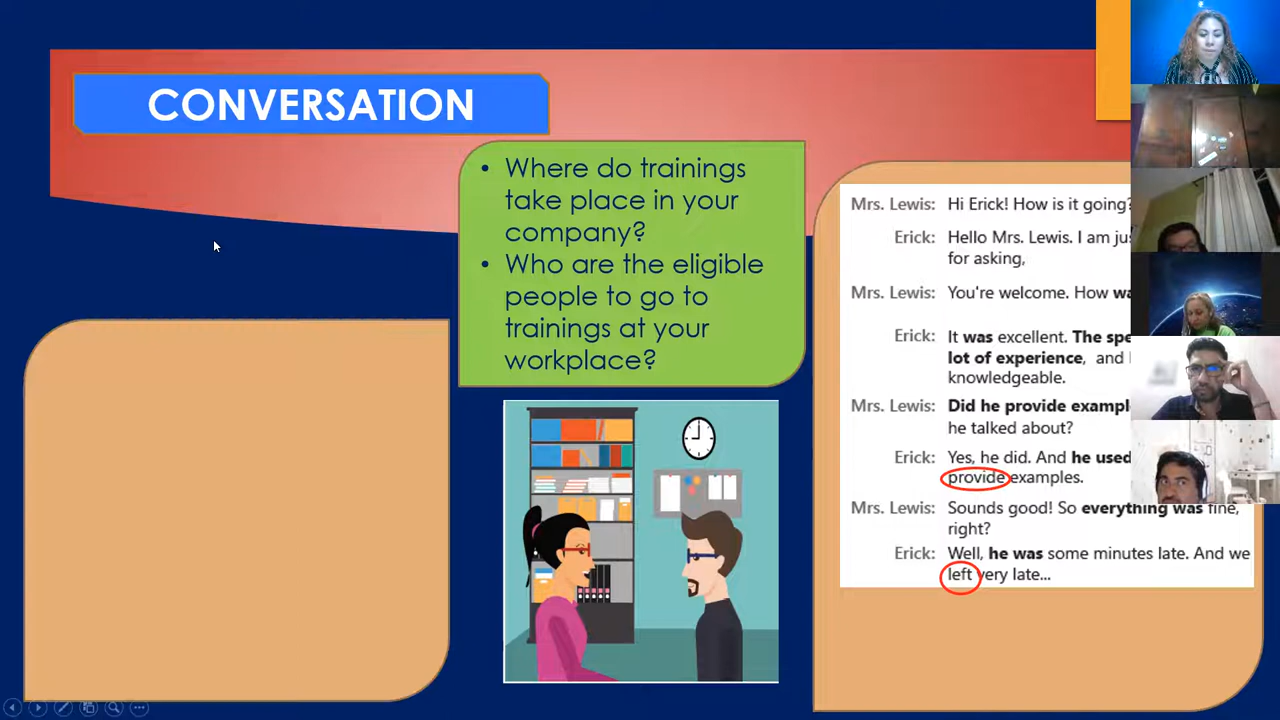 CONVERSATION
• Where do trainings
take place in your
company?
• Who are the eligible
people to go to
trainings at your
workplace?
Mrs. Lewis: Hi Erick! How is it going?
Erick: Hello Mrs. Lewis. I am
for asking,
Mrs. Lewis: You're welcome. How
Erick: It was excellent. The
lot of experience, and
knowledgeable.
Mrs. Lewis: Did he provide
he talked about?
Erick: Yes, he did. And he used
provide examples.
Mrs. Lewis: Sounds good! So everything was fine,
right?
Erick: Well, he was some minutes late. And we
left very late...